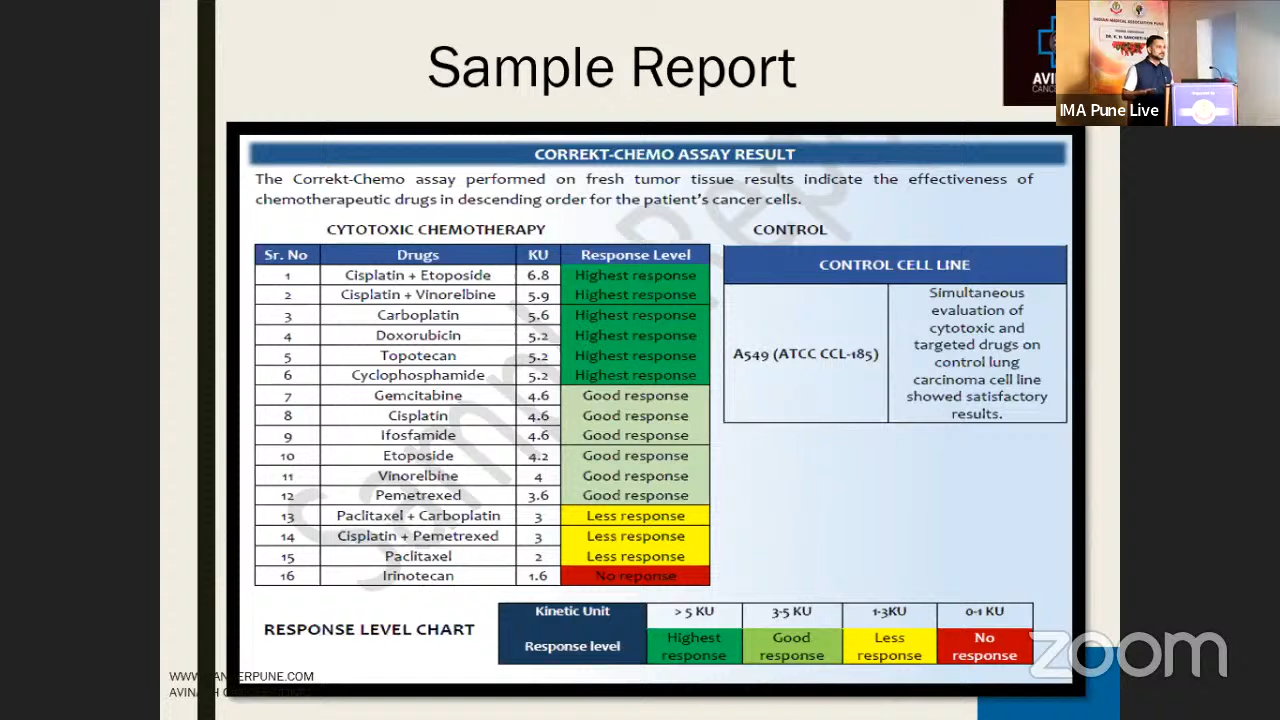 Sample Report
AVI
CANCE
INDIAN MEDICAL ASSOCIATION PUNE
IMA Pune Live
CORREKT-CHEMO ASSAY RESULT
The Correkt-Chemo assay performed on fresh tumor tissue results indicate the effectiveness of
chemotherapeutic drugs in descending order for the patient's cancer cells.
CYTOTOXIC CHEMOTHERAPY
Sr. No Drugs KU Response Level
1 Cisplatin + Etoposide 6.8 Highest response
2 Cisplatin + Vinorelbine 5.9 Highest response
3 Carboplatin 5.6 Highest response
4 Doxorubicin 5.2 Highest response
5 Topotecan 5.2 Highest response
6 Cyclophosphamide 5.2 Highest response
7 Gemcitabine 4.6 Good response
8 Cisplatin 4.6 Good response
9 Ifosfamide 4.6 Good response
10 Etoposide 4.2 Good response
11 Vinorelbine 4 Good response
12 Pemetrexed 3.6 Good response
13 Paclitaxel + Carboplatin 3 Less response
14 Cisplatin + Pemetrexed 3 Less response
15 Paclitaxel 2 Less response
16 Irinotecan 1.6 No reponse
CONTROL
CONTROL CELL LINE
A549 (ATCC CCL-185)
Simultaneous
evaluation of
cytotoxic and
targeted drugs on
control lung
carcinoma cell line
showed satisfactory
results.
RESPONSE LEVEL CHART
Kinetic Unit > 5 KU 3-5 KU 1-3KU 0-1 KU
Response level Highest response Good response Less response No response
Sample Rep
zoom